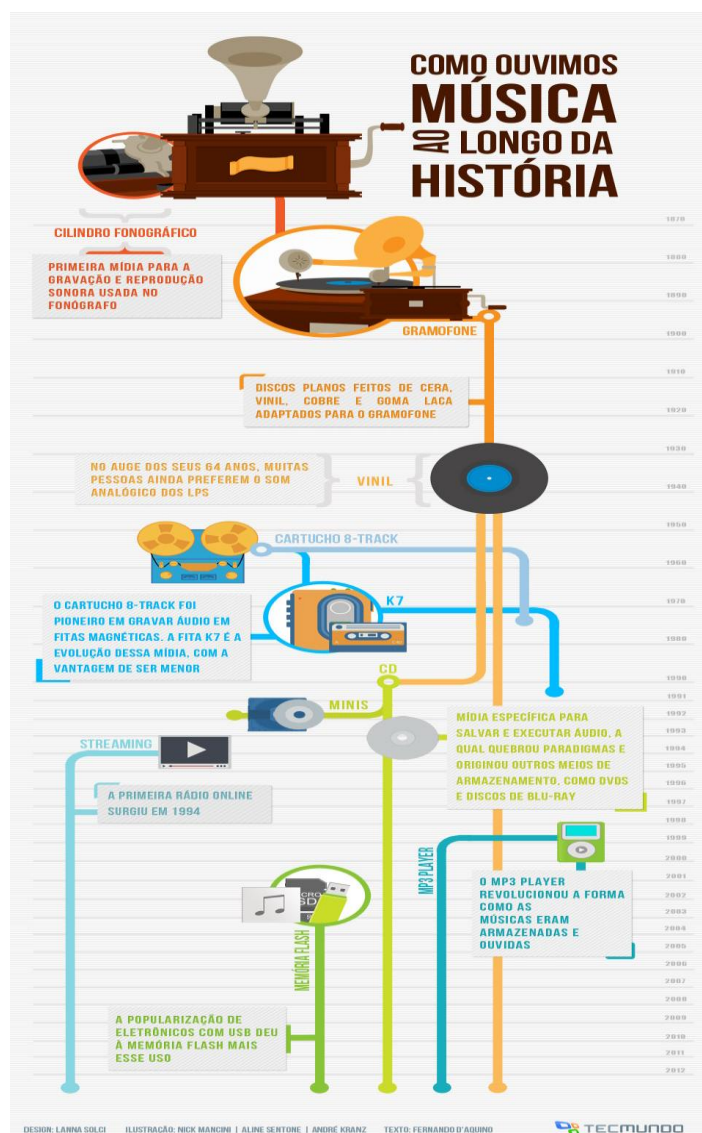 COMO OUVIMOS
MÚSICA
AO LONGO DA
HISTÓRIA
CILINDRO FONOGRÁFICO
PRIMEIRA MÍDIA PARA A
GRAVAÇÃO E REPRODUÇÃO
SONORA USADA NO
FONÓGRAFO
GRAMOFONE
DISCOS PLANOS FEITOS DE CERA,
VINIL, COBRE E GOMA LACA
ADAPTADOS PARA O GRAMOFONE
NO AUGE DOS SEUS 64 ANOS, MUITAS
PESSOAS AINDA PREFEREM O SOM
ANALÓGICO DOS LPS
VINIL
CARTUCHO 8-TRACK
K7
O CARTUCHO 8-TRACK FOI
PIONEIRO EM GRAVAR ÁUDIO EM
FITAS MAGNÉTICAS. A FITA K7 É A
EVOLUÇÃO DESSA MÍDIA, COM A
VANTAGEM DE SER MENOR
CD
MINIS
MÍDIA ESPECÍFICA PARA
SALVAR E EXECUTAR ÁUDIO, A
QUAL QUEBROU PARADIGMAS E
ORIGINOU OUTROS MEIOS DE
ARMAZENAMENTO, COMO DVDS
E DISCOS DE BLU-RAY
STREAMING
A PRIMEIRA RÁDIO ONLINE
SURGIU EM 1994
MP3 PLAYER
O MP3 PLAYER
REVOLUCIONOU A FORMA
COMO AS
MÚSICAS ERAM
ARMAZENADAS E
OUVIDAS
MEMÓRIA FLASH
A POPULARIZAÇÃO DE
ELETRÔNICOS COM USB DEU
À MEMÓRIA FLASH MAIS
ESSE USO
1870
1880
1890
1900
1910
1920
1930
1940
1950
1960
1970
1980
1990
1991
1992
1993
1994
1995
1996
1997
1998
1999
2000
2001
2002
2003
2004
2005
2006
2007
2008
2009
2010
2011
2012
DESIGN: LANNA SOLCI ILUSTRAÇÃO: NICK MANCINI | ALINE SENTONE | ANDRÉ KRANZ TEXTO: FERNANDO D'AQUINO
TECMUNDO